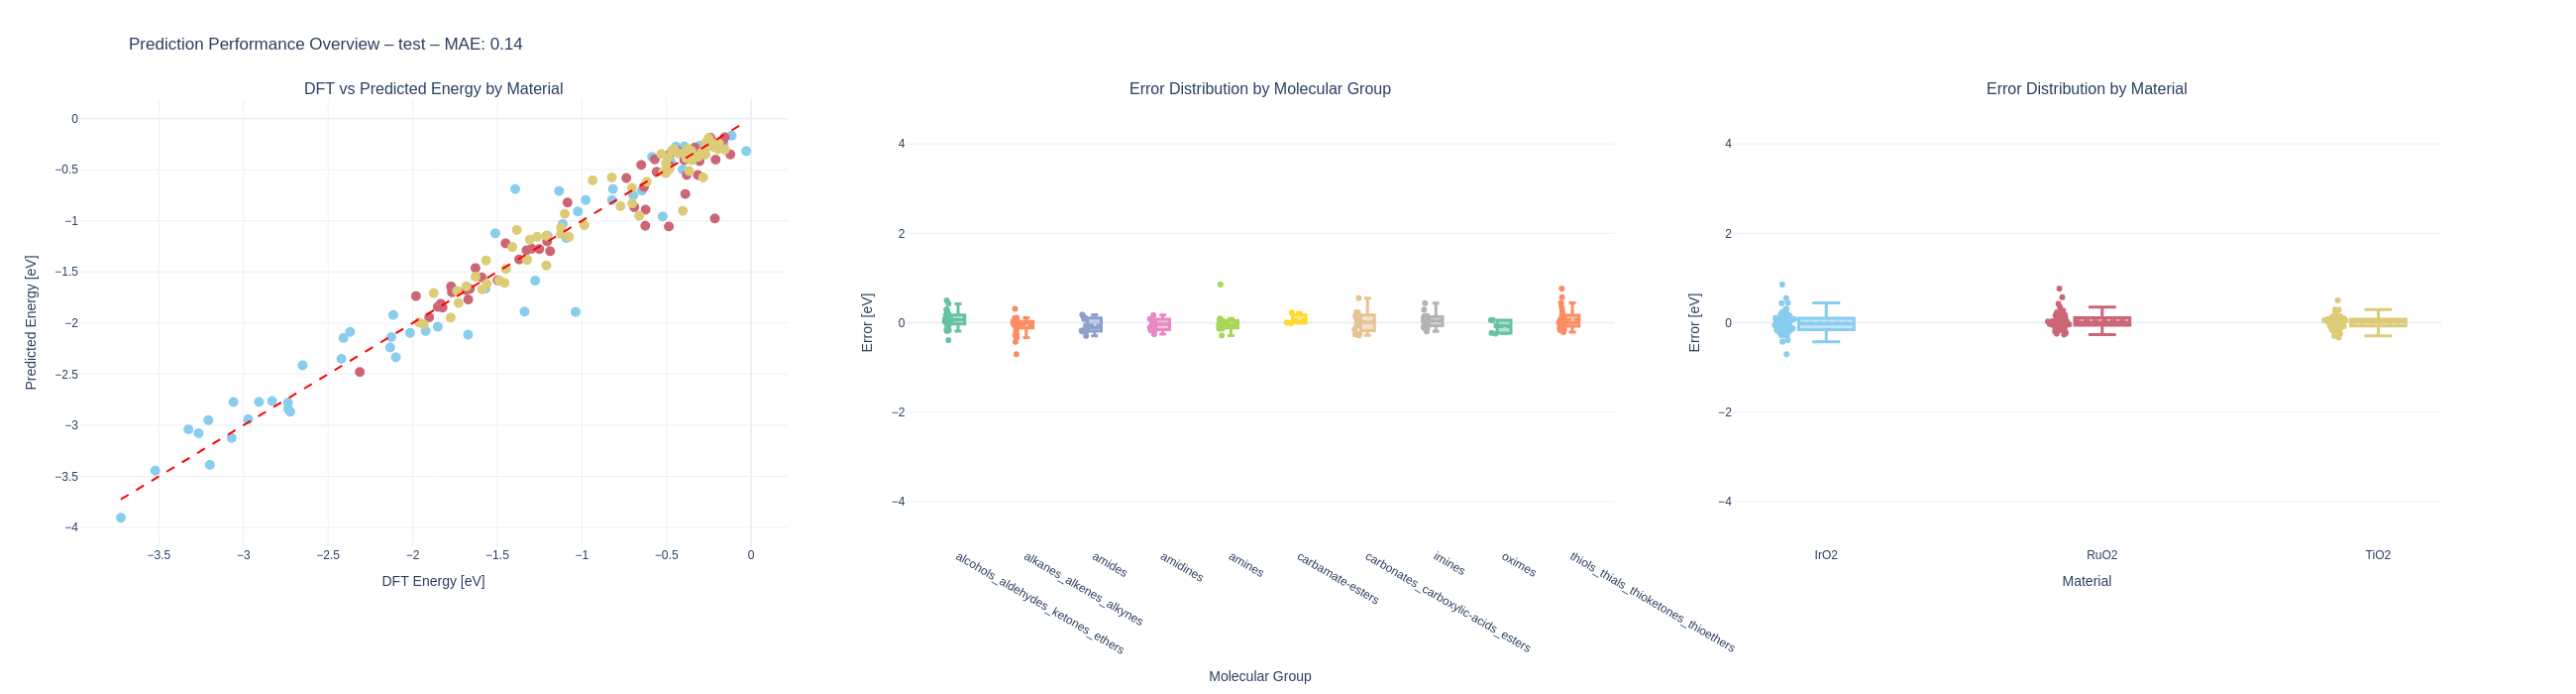 Prediction Performance Overview – test – MAE: 0.14
DFT vs Predicted Energy by Material
0
−0.5
−1
−1.5
−2
−2.5
−3
−3.5
−4
Predicted Energy [eV]
−3.5
−3
−2.5
−2
−1.5
−1
−0.5
0
DFT Energy [eV]
Error Distribution by Molecular Group
4
2
0
−2
−4
Error [eV]
alcohols_aldehydes_ketones_ethers
alkanes_alkenes_alkynes
amides
amidines
amines
carbamate-esters
carbonates_carboxylic-acids_esters
imines
oximes
thiols_thials_thioketones_thioethers
Molecular Group
Error Distribution by Material
4
2
0
−2
−4
Error [eV]
IrO2
RuO2
TiO2
Material